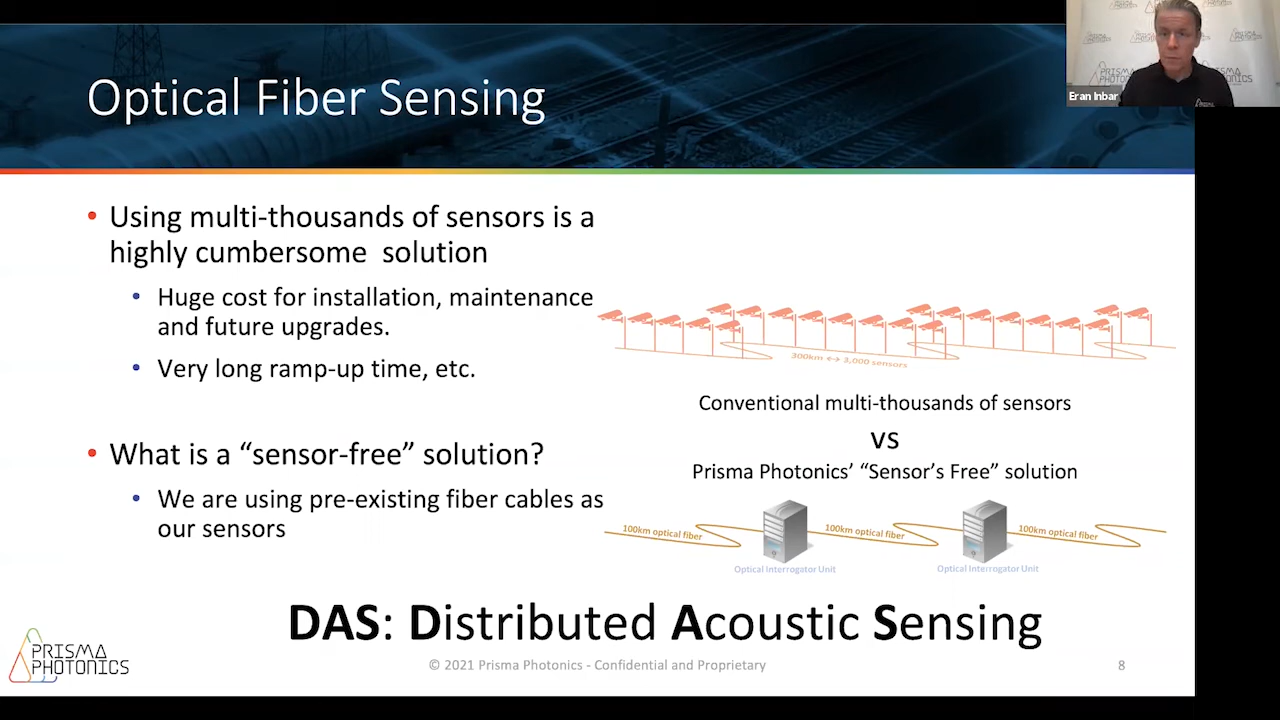 Optical Fiber Sensing
PRISMA
PHOTONICS
Eran Inbar
• Using multi-thousands of sensors is a
highly cumbersome solution
• Huge cost for installation, maintenance
and future upgrades.
• Very long ramp-up time, etc.
300km ↔ 3,000 sensors
Conventional multi-thousands of sensors
vs
Prisma Photonics’ “Sensor’s Free” solution
• What is a “sensor-free” solution?
• We are using pre-existing fiber cables as
our sensors
100km optical fiber
100km optical fiber
100km optical fiber
Optical Interrogator Unit
Optical Interrogator Unit
DAS: Distributed Acoustic Sensing
PRISMA
PHOTONICS
© 2021 Prisma Photonics - Confidential and Proprietary
8